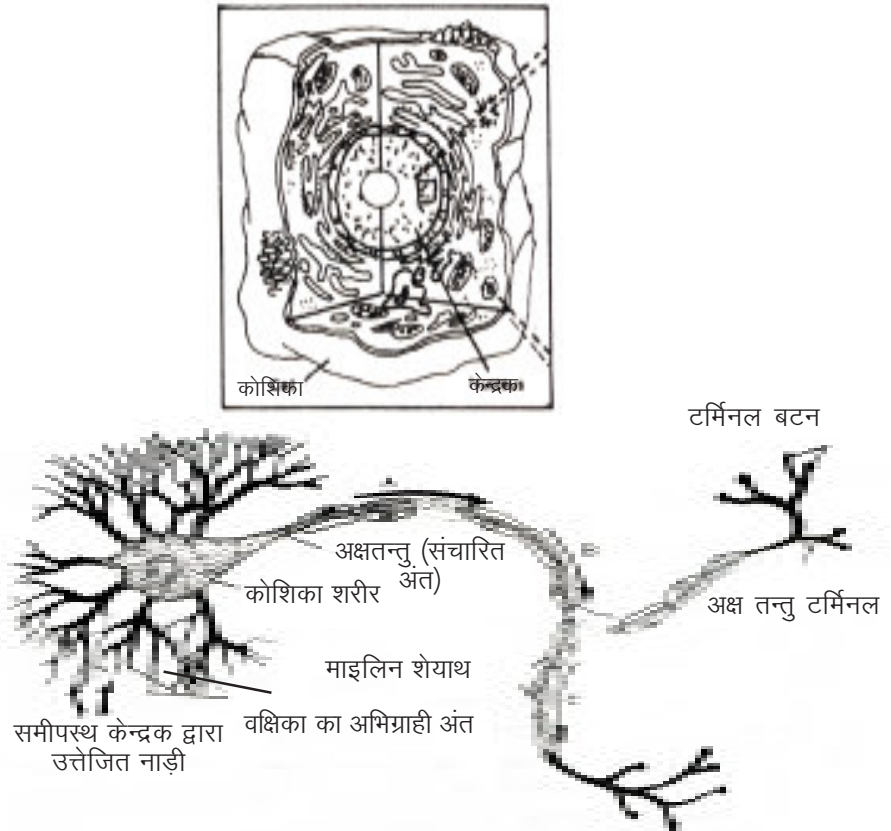 कोशिका
केन्द्रक
टर्मिनल बटन
अक्षतन्तु (संचारित
अंत)
कोशिका शरीर
अक्ष तन्तु टर्मिनल
माइलिन शेयाथ
वक्षिका का अभिग्राही अंत
समीपस्थ केन्द्रक द्वारा
उत्तेजित नाड़ी